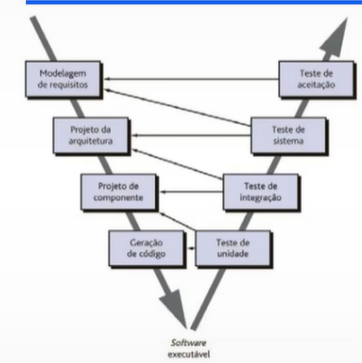 Modelagem
de requisitos
Teste de
aceitação
Projeto da
arquitetura
Teste de
sistema
Projeto de
componente
Teste de
integração
Geração
de código
Teste de
unidade
Software
executável